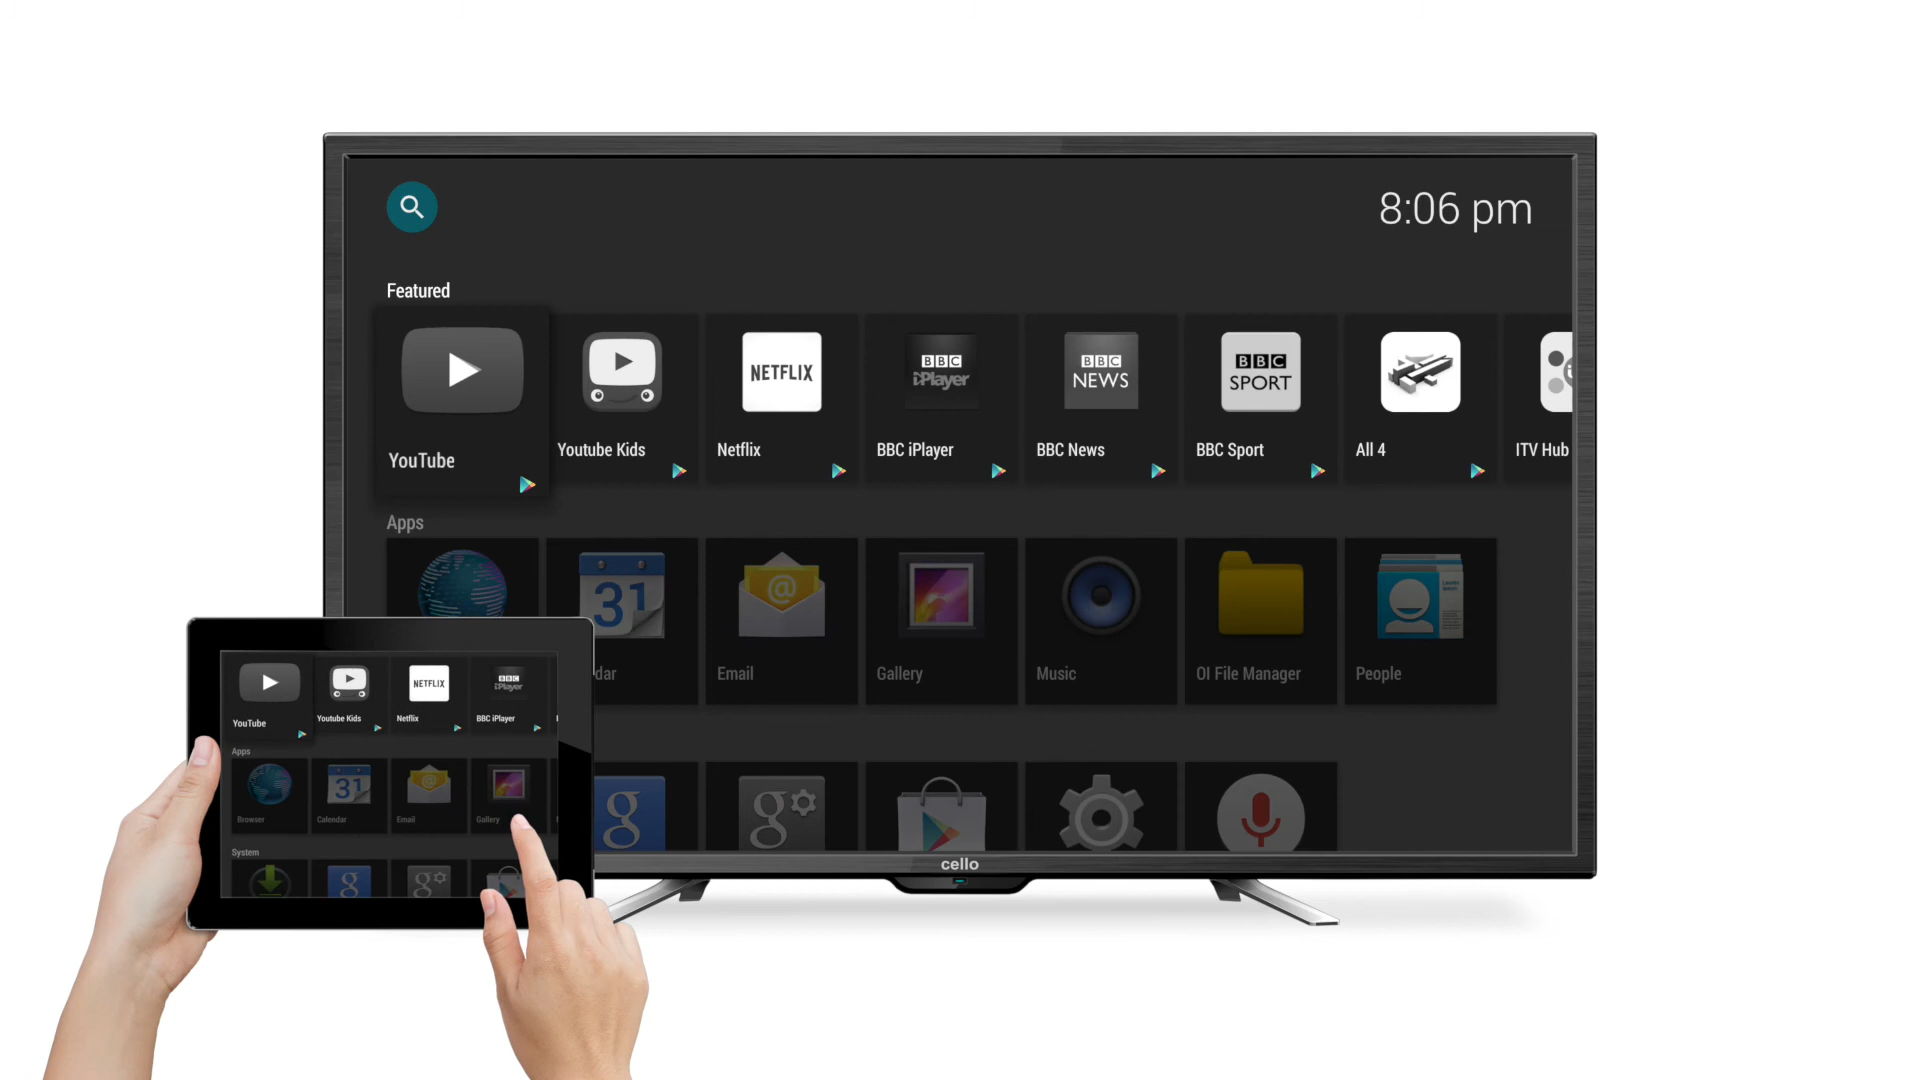 8:06 pm
Featured
NETFLIX
BBC
iPlayer
BBC
NEWS
BBC
SPORT
YouTube
Youtube Kids
Netflix
BBC iPlayer
BBC News
BBC Sport
All 4
ITV Hub
Apps
31
@
dar
Email
Gallery
Music
OI File Manager
People
g
g
cello
NETFLIX
BBC
iPlayer
YouTube
Youtube Kids
Netflix
BBC iPlayer
Apps
31
@
Browser
Calendar
Email
Gallery
System
g
g